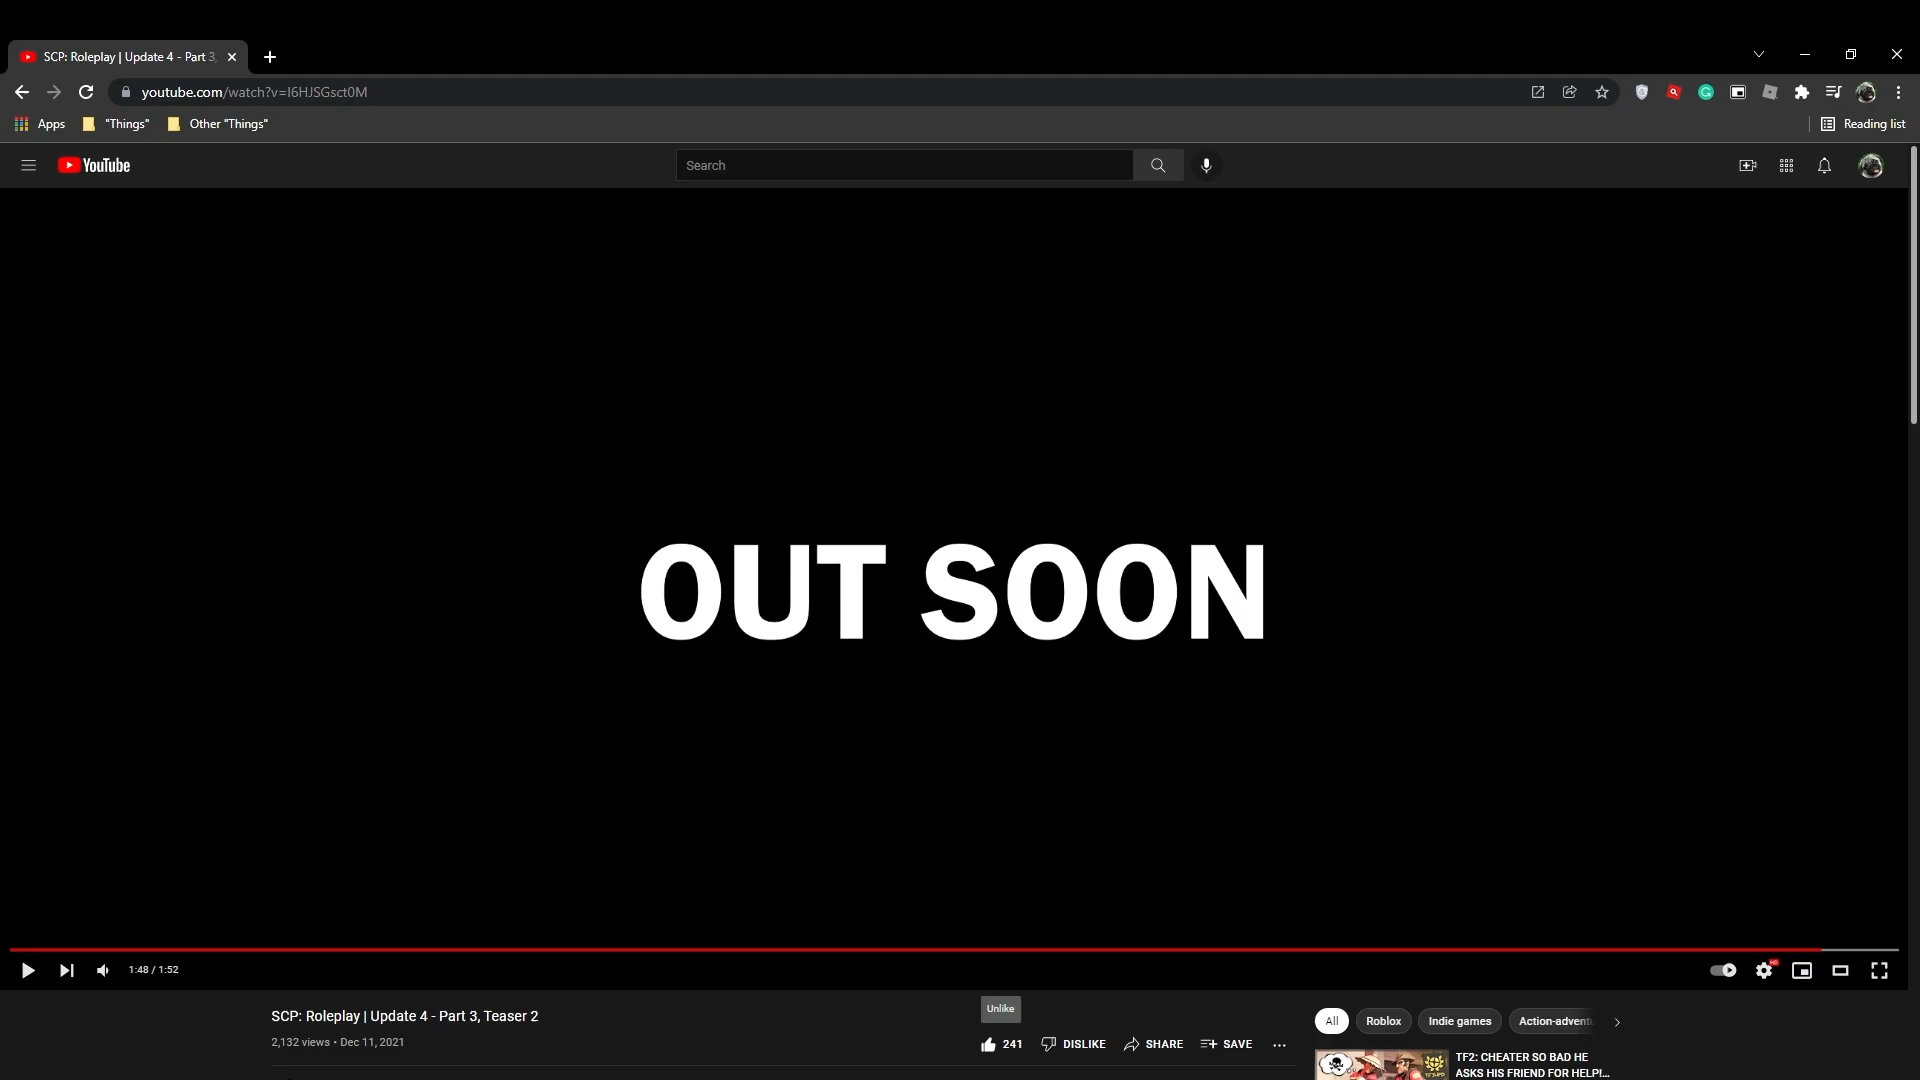 SCP: Roleplay | Update 4 - Part 3,
youtube.com/watch?v=I6HJSGsct0M
Apps "Things" Other "Things" Reading list
YouTube Search
OUT SOON
1:48 / 1:52 HD
SCP: Roleplay | Update 4 - Part 3, Teaser 2
2,132 views • Dec 11, 2021
Unlike
241 DISLIKE SHARE SAVE
All Roblox Indie games Action-advent
TF2: CHEATER SO BAD HE
ASKS HIS FRIEND FOR HELP!...